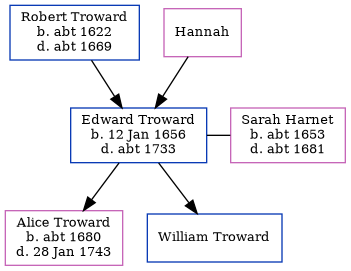 Robert Troward
b. abt 1622
d. abt 1669
Hannah
Edward Troward
b. 12 Jan 1656
d. abt 1733
Sarah Harnet
b. abt 1653
d. abt 1681
Alice Troward
b. abt 1680
d. 28 Jan 1743
William Troward